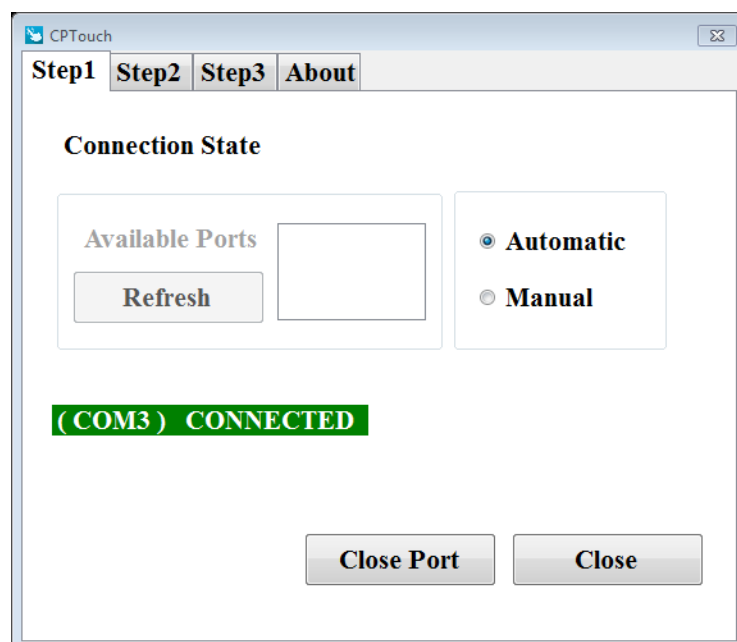 CPTouch
Step1 Step2 Step3 About
Connection State
Available Ports
Refresh
Automatic
Manual
( COM3 ) CONNECTED
Close Port Close